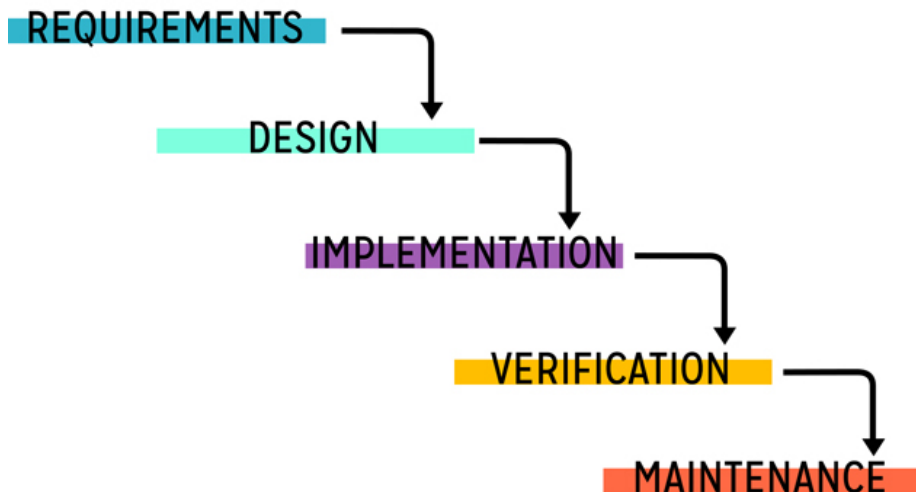 REQUIREMENTS
DESIGN
IMPLEMENTATION
VERIFICATION
MAINTENANCE